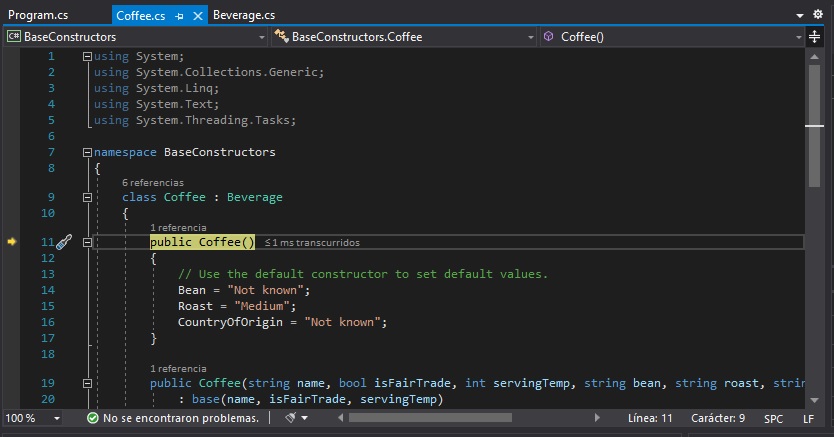 Program.cs Coffee.cs Beverage.cs
C# BaseConstructors BaseConstructors.Coffee Coffee()
1 using System;
2 using System.Collections.Generic;
3 using System.Linq;
4 using System.Text;
5 using System.Threading.Tasks;
6
7 namespace BaseConstructors
8 {
6 referencias
9 class Coffee : Beverage
10 {
1 referencia
11 public Coffee() ≤ 1 ms transcurridos
12 {
13 // Use the default constructor to set default values.
14 Bean = "Not known";
15 Roast = "Medium";
16 CountryOfOrigin = "Not known";
17 }
18
1 referencia
19 public Coffee(string name, bool isFairTrade, int servingTemp, string bean, string roast, strin
20 : base(name, isFairTrade, servingTemp)
100 % No se encontraron problemas. Línea: 11 Carácter: 9 SPC LF